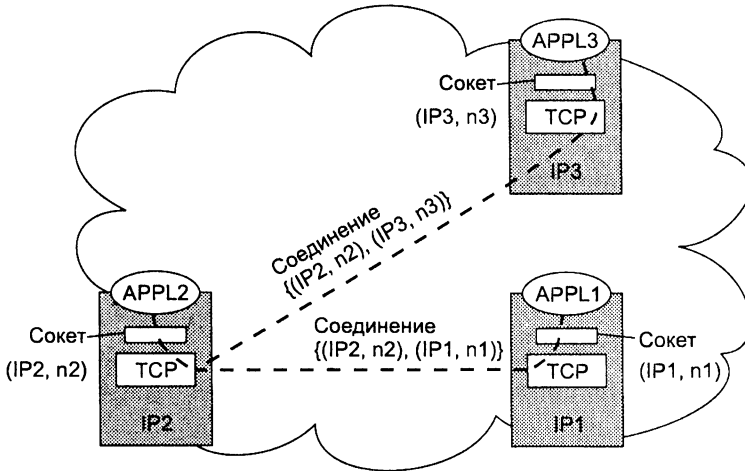 APPL3
Сокет
(IP3, n3)
TCP
IP3
Соединение
{(IP2, n2), (IP3, n3)}
APPL2
Сокет
(IP2, n2)
TCP
IP2
Соединение
{(IP2, n2), (IP1, n1)}
APPL1
Сокет
(IP1, n1)
TCP
IP1